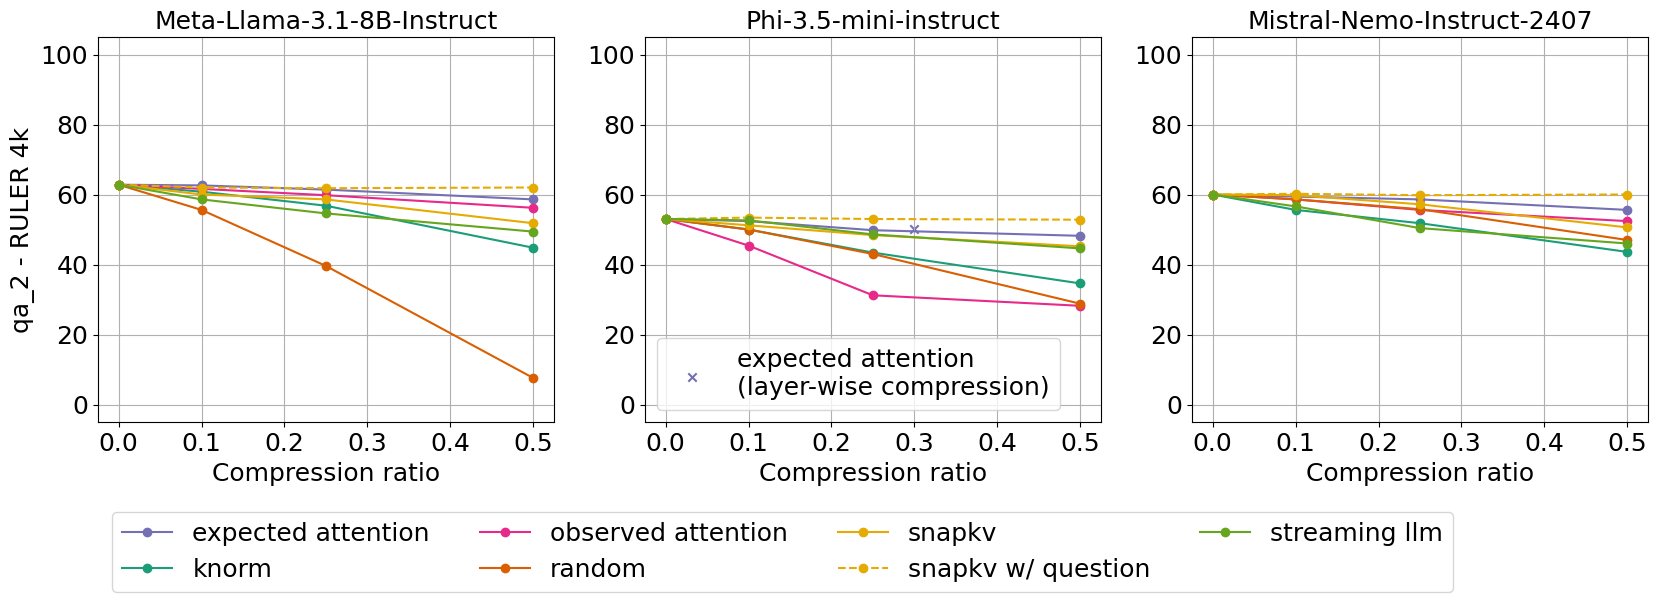 Meta-Llama-3.1-8B-Instruct
Phi-3.5-mini-instruct
Mistral-Nemo-Instruct-2407
qa_2 - RULER 4k
100
80
60
40
20
0
0.0 0.1 0.2 0.3 0.4 0.5
Compression ratio
100
80
60
40
20
0
expected attention
(layer-wise compression)
0.0 0.1 0.2 0.3 0.4 0.5
Compression ratio
100
80
60
40
20
0
0.0 0.1 0.2 0.3 0.4 0.5
Compression ratio
expected attention
knorm
observed attention
random
snapkv
snapkv w/ question
streaming llm